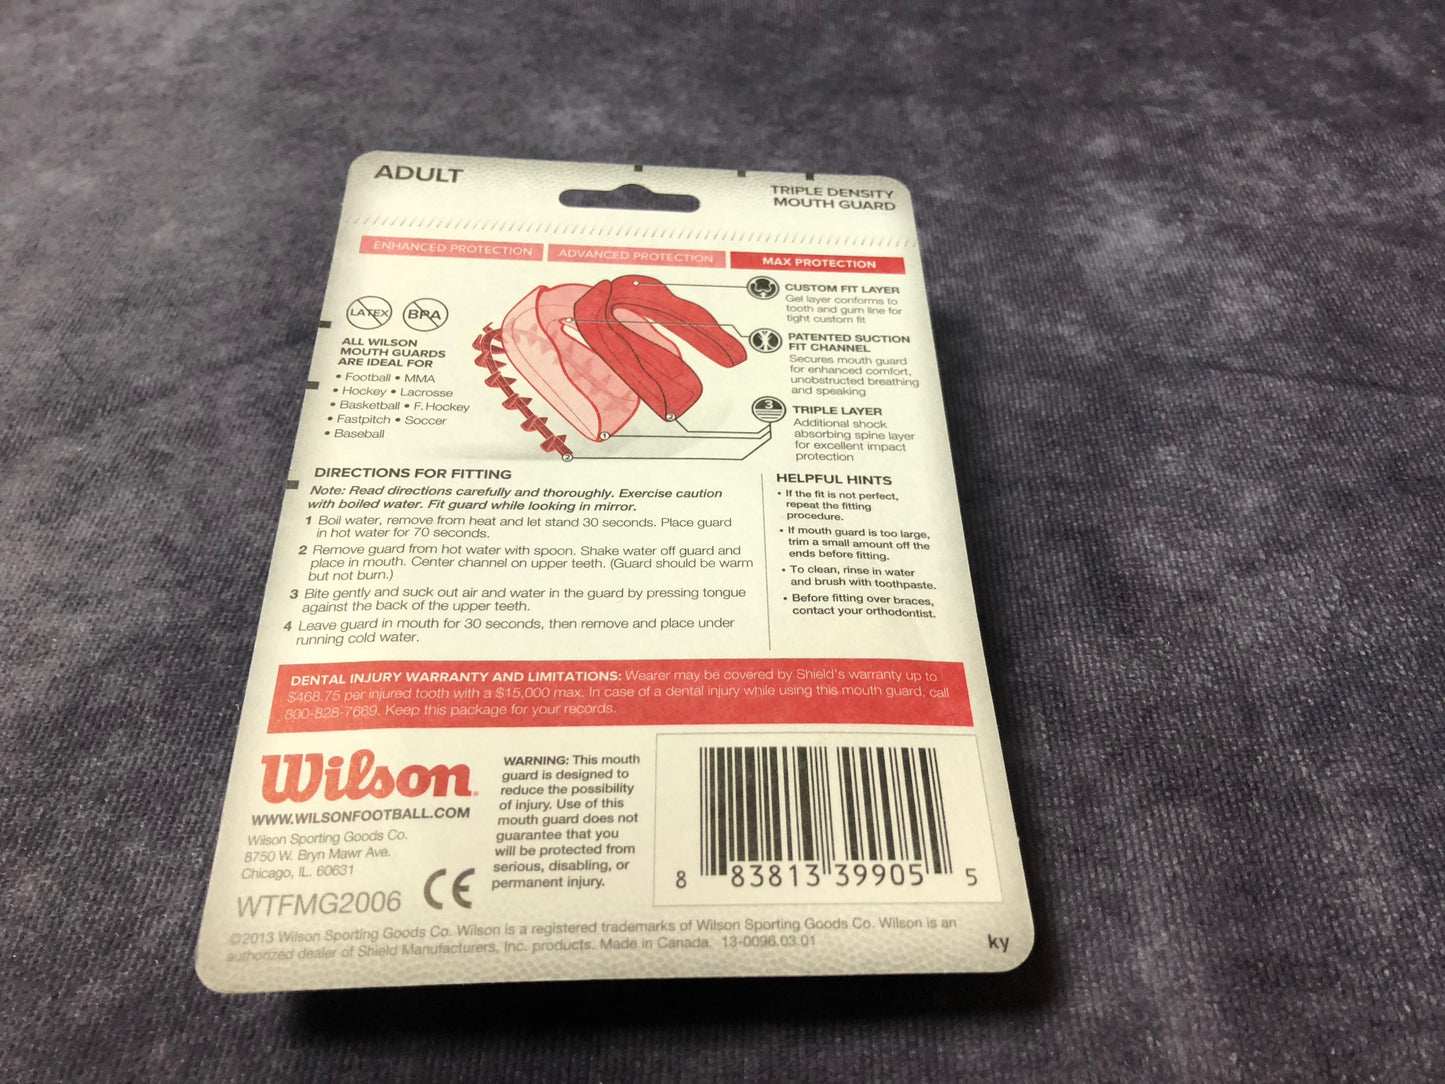 ADULT
TRIPLE DENSITY
MOUTH GUARD
ENHANCED PROTECTION
ADVANCED PROTECTION
MAX PROTECTION
LATEX
BPA
ALL WILSON
MOUTH GUARDS
ARE IDEAL FOR
• Football • MMA
• Hockey • Lacrosse
• Basketball • F. Hockey
• Fastpitch • Soccer
• Baseball
CUSTOM FIT LAYER
Gel layer conforms to
tooth and gum line for
tight custom fit
PATENTED SUCTION
FIT CHANNEL
Secures mouth guard
for enhanced comfort,
unobstructed breathing
and speaking
3
TRIPLE LAYER
Additional shock
absorbing spine layer
for excellent impact
protection
3
1
2
DIRECTIONS FOR FITTING
Note: Read directions carefully and thoroughly. Exercise caution
with boiled water. Fit guard while looking in mirror.
1 Boil water, remove from heat and let stand 30 seconds. Place guard
in hot water for 70 seconds.
2 Remove guard from hot water with spoon. Shake water off guard and
place in mouth. Center channel on upper teeth. (Guard should be warm
but not burn.)
3 Bite gently and suck out air and water in the guard by pressing tongue
against the back of the upper teeth.
4 Leave guard in mouth for 30 seconds, then remove and place under
running cold water.
HELPFUL HINTS
• If the fit is not perfect,
repeat the fitting
procedure.
• If mouth guard is too large,
trim a small amount off the
ends before fitting.
• To clean, rinse in water
and brush with toothpaste.
• Before fitting over braces,
contact your orthodontist.
DENTAL INJURY WARRANTY AND LIMITATIONS: Wearer may be covered by Shield's warranty up to
$468.75 per injured tooth with a $15,000 max. In case of a dental injury while using this mouth guard, call
800-828-7669. Keep this package for your records.
Wilson.
WWW.WILSONFOOTBALL.COM
Wilson Sporting Goods Co.
8750 W. Bryn Mawr Ave.
Chicago, IL. 60631
WTFMG2006
CE
WARNING: This mouth
guard is designed to
reduce the possibility
of injury. Use of this
mouth guard does not
guarantee that you
will be protected from
serious, disabling, or
permanent injury.
8 83813 39905 5
©2013 Wilson Sporting Goods Co. Wilson is a registered trademarks of Wilson Sporting Goods Co. Wilson is an
authorized dealer of Shield Manufacturers, Inc. products. Made in Canada. 13-0096.03.01
ky